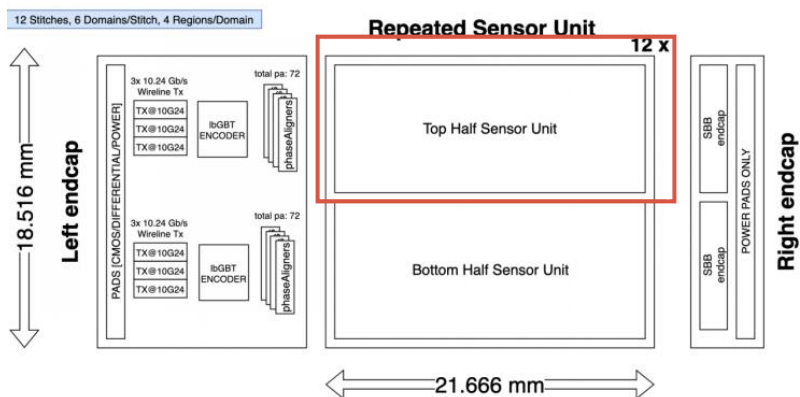 12 Stitches, 6 Domains/Stitch, 4 Regions/Domain
Repeated Sensor Unit
12 x
18.516 mm
Left endcap
PADS [CMOS/DIFFERENTIAL/POWER]
3x 10.24 Gb/s
Wireline Tx
TX@10G24
TX@10G24
TX@10G24
lbGBT
ENCODER
total pa: 72
phaseAligners
3x 10.24 Gb/s
Wireline Tx
TX@10G24
TX@10G24
TX@10G24
lbGBT
ENCODER
total pa: 72
phaseAligners
Top Half Sensor Unit
Bottom Half Sensor Unit
SBB
endcap
SBB
endcap
POWER PADS ONLY
Right endcap
21.666 mm